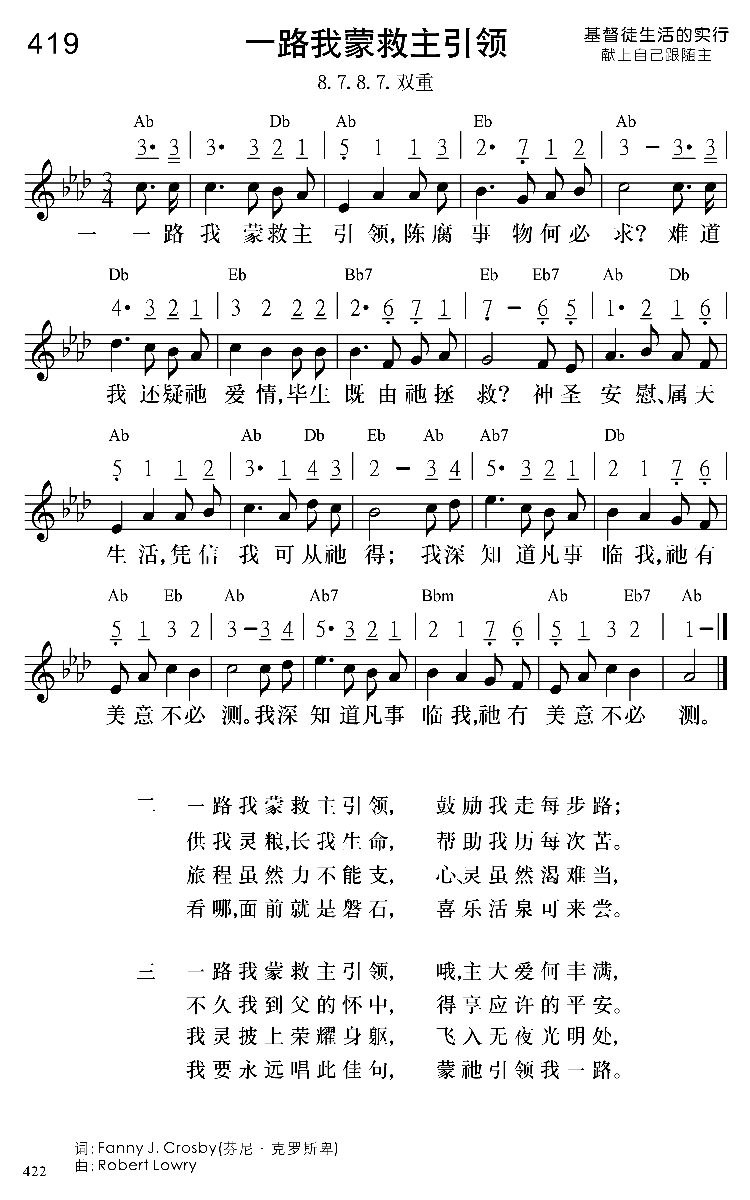 419
一路我蒙救主引领
基督徒生活的实行
献上自己跟随主
8. 7. 8. 7. 双重
Ab Db Ab Eb Ab
3· 3 | 3· 3 2 1 | 5 1 1 3 | 2· 7 1 2 | 3 – 3· 3
3/4
一 一路我 蒙救主 引领,陈腐 事 物何必 求?难道
Db Eb Bb7 Eb Eb7 Ab Db
4· 3 2 1 | 3 2 2 2 | 2· 6 7 1 | 7 – 6 5 | 1· 2 1 6
我 还疑祂 爱情,毕生 既由祂拯 救?神圣 安慰、属天
Ab Ab Db Eb Ab Ab7 Db
5 1 1 2 | 3· 1 4 3 | 2 – 3 4 | 5· 3 2 1 | 2 1 7 6
生活,凭信 我可从祂 得;我深 知道凡事 临我,祂有
Ab Eb Ab Ab7 Bbm Ab Eb7 Ab
5 1 3 2 | 3 – 3 4 | 5· 3 2 1 | 2 1 7 6 | 5 1 3 2 | 1 –
美意不必 测。我深 知道凡事 临我,祂有 美意不必 测。
二 一路我蒙救主引领, 鼓励我走每步路;
供我灵粮,长我生命, 帮助我历每次苦。
旅程虽然力不能支, 心、灵虽然渴难当,
看哪,面前就是磐石, 喜乐活泉可来尝。
三 一路我蒙救主引领, 哦,主大爱何丰满,
不久我到父的怀中, 得享应许的平安。
我灵披上荣耀身躯, 飞入无夜光明处,
我要永远唱此佳句, 蒙祂引领我一路。
词: Fanny J. Crosby(芬尼·克罗斯卑)
曲: Robert Lowry
422